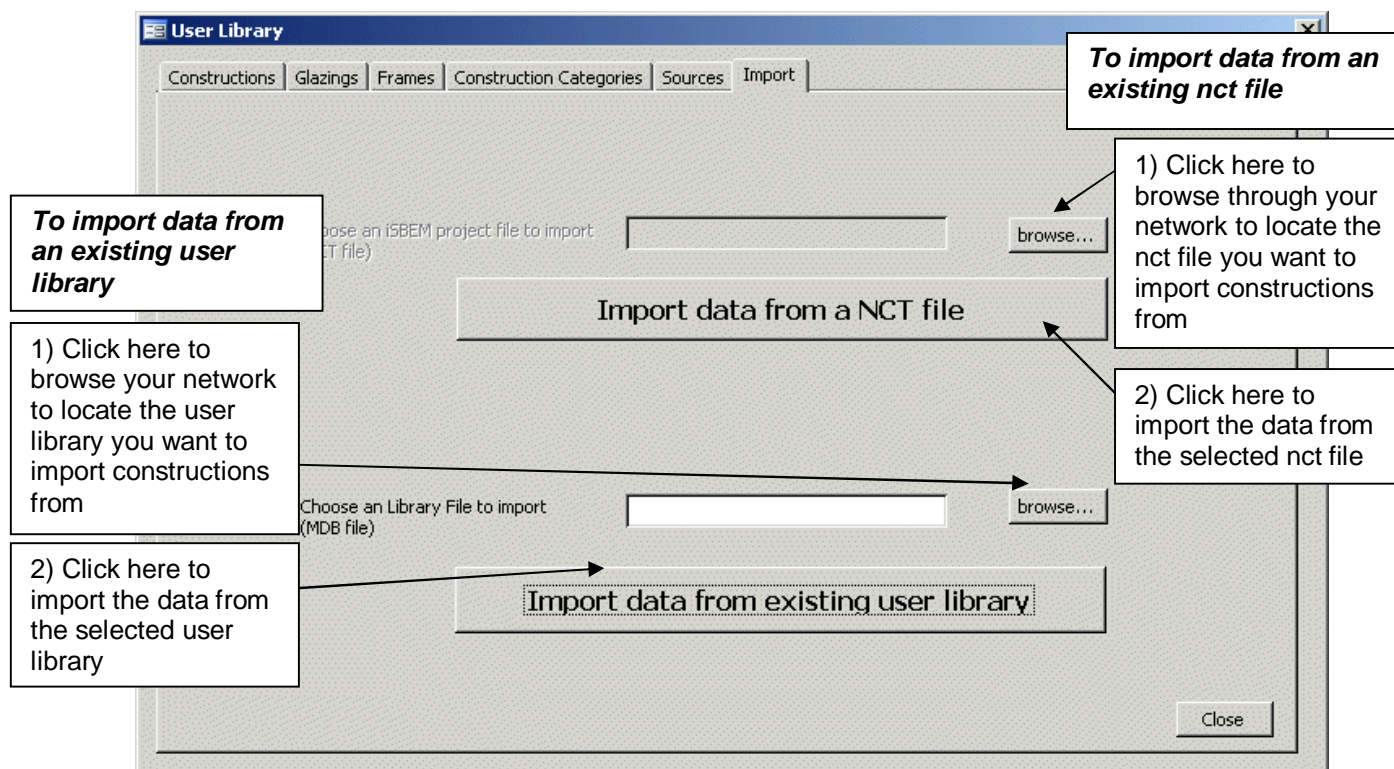 User Library
Constructions Glazings Frames Construction Categories Sources Import
To import data from an
existing nct file
1) Click here to
browse through your
network to locate the
nct file you want to
import constructions
from
To import data from
an existing user
library
an iSBEM project file to import
file)
browse...
Import data from a NCT file
1) Click here to
browse your network
to locate the user
library you want to
import constructions
from
2) Click here to
import the data from
the selected nct file
Choose an Library File to import
(MDB file)
browse...
2) Click here to
import the data from
the selected user
library
Import data from existing user library
Close